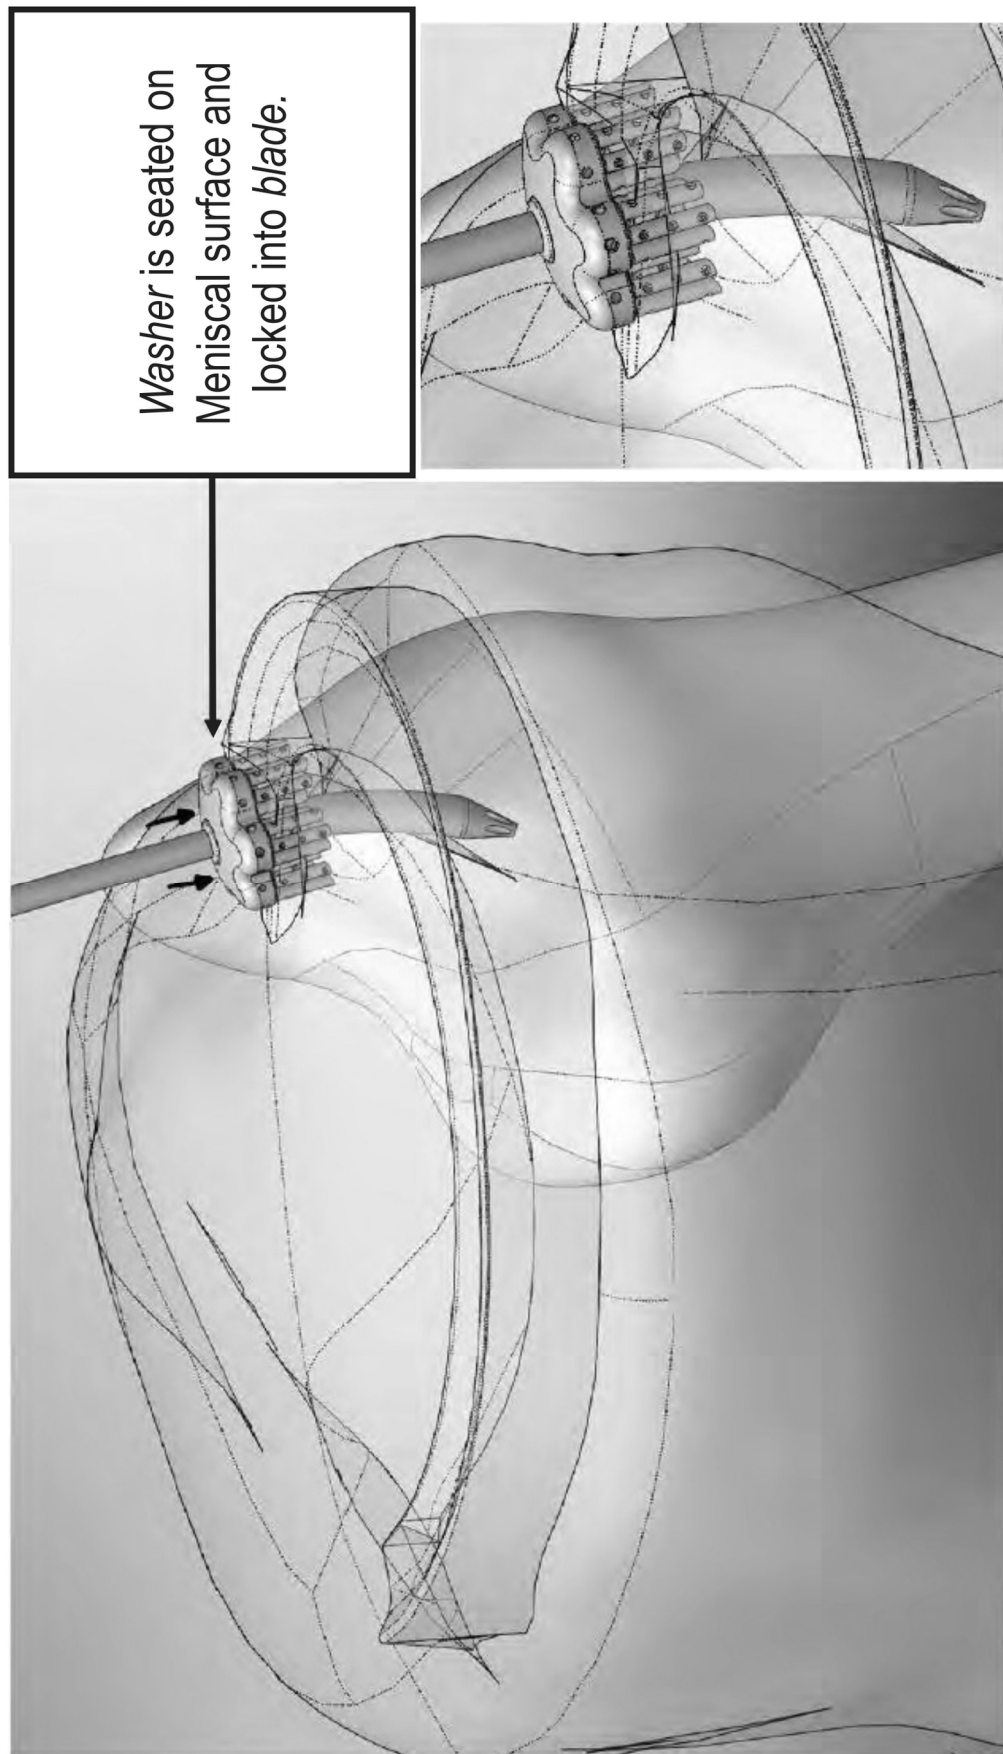 Washer is seated on
Meniscal surface and
locked into blade.